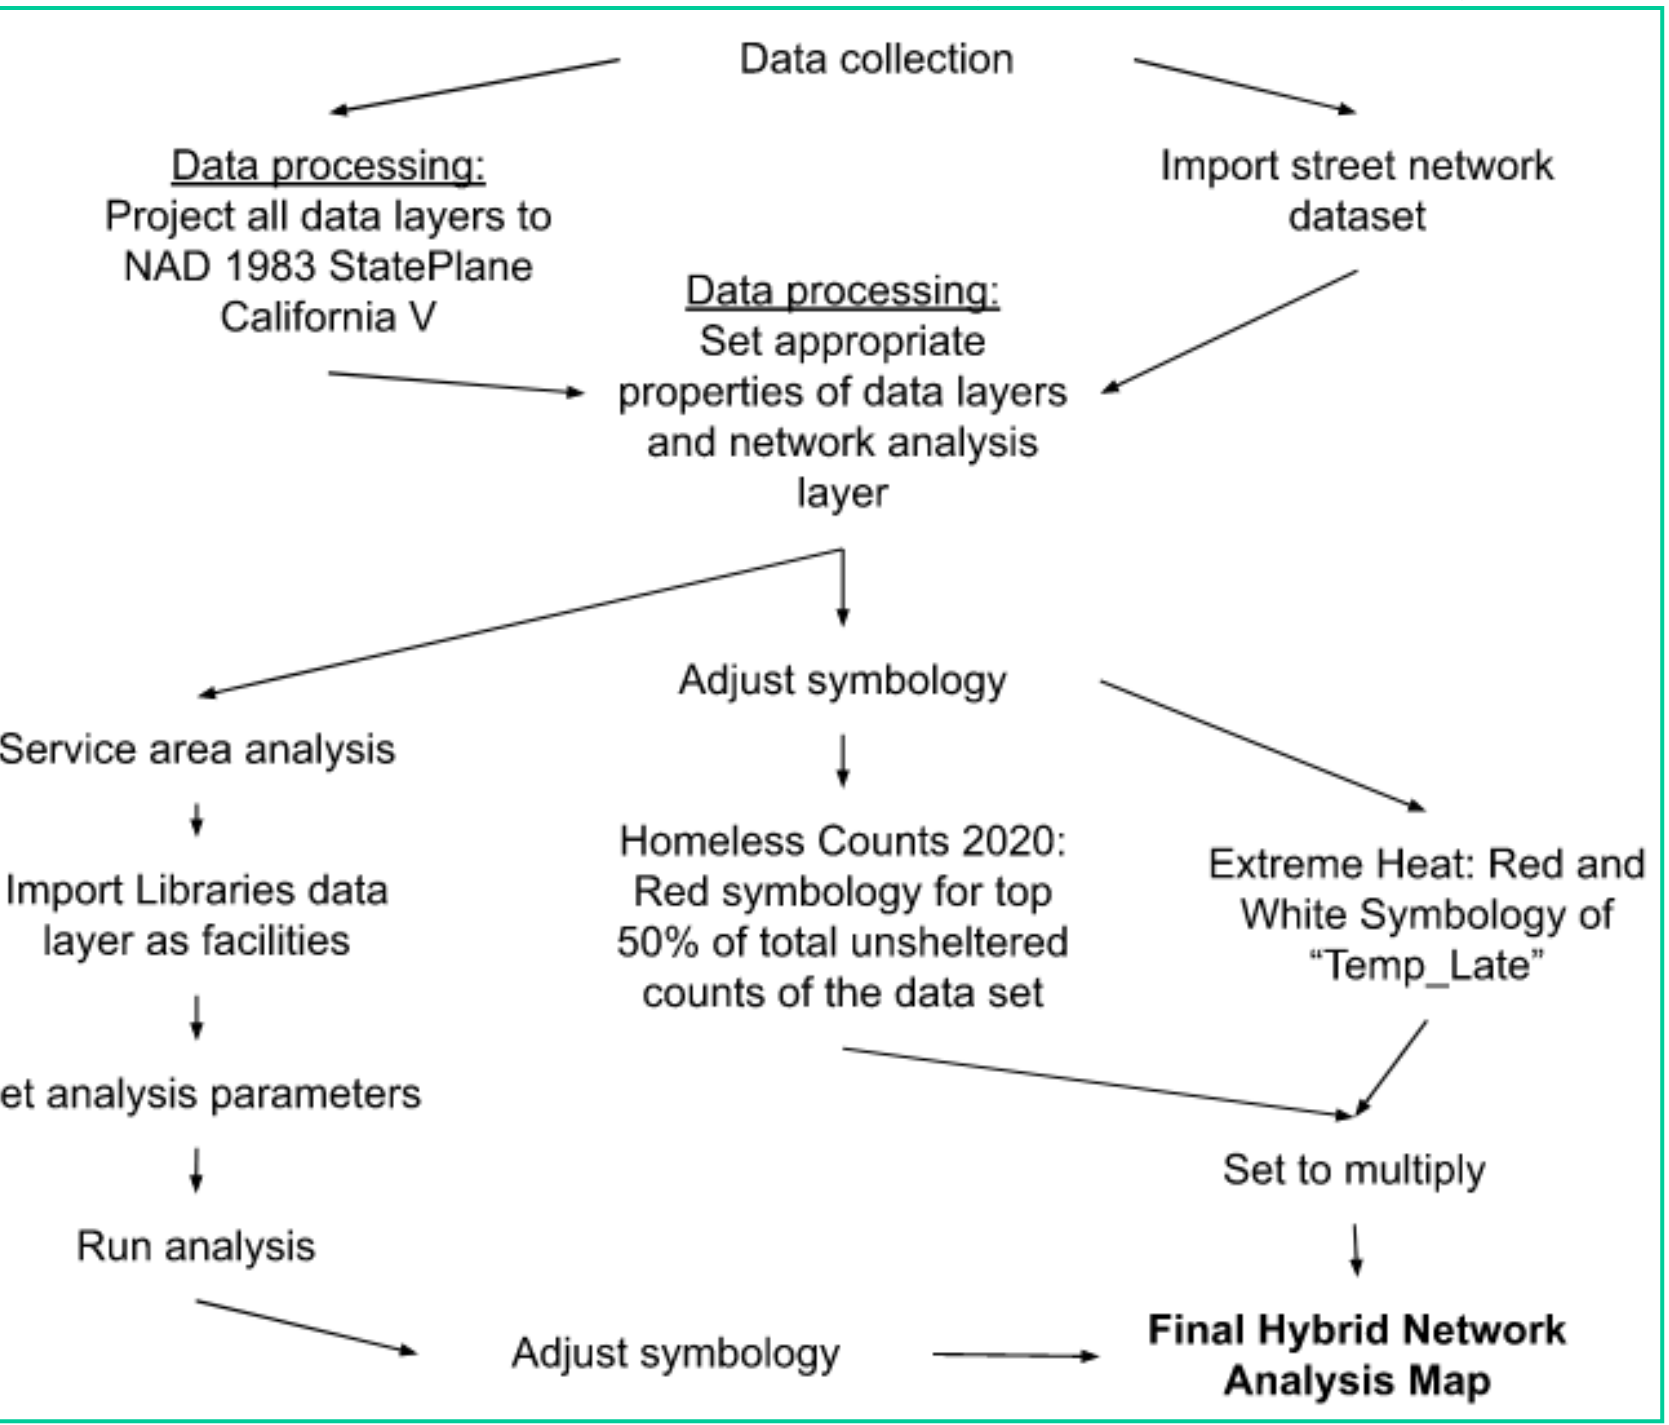 Data collection
Data processing:
Project all data layers to
NAD 1983 StatePlane
California V
Import street network
dataset
Data processing:
Set appropriate
properties of data layers
and network analysis
layer
Adjust symbology
Service area analysis
Import Libraries data
layer as facilities
et analysis parameters
Run analysis
Homeless Counts 2020:
Red symbology for top
50% of total unsheltered
counts of the data set
Extreme Heat: Red and
White Symbology of
“Temp_Late”
Set to multiply
Adjust symbology
Final Hybrid Network
Analysis Map